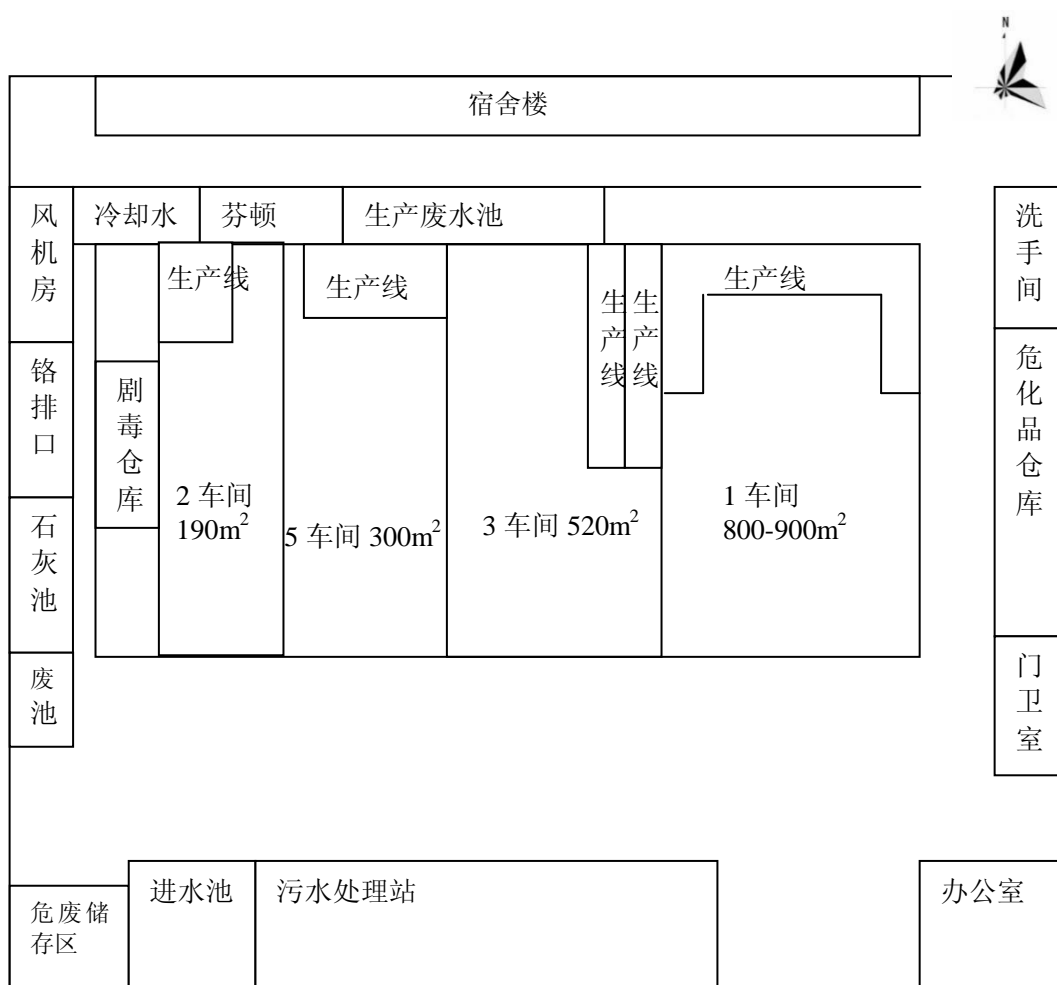 N
宿舍楼
风机房
冷却水
芬顿
生产废水池
洗手间
生产线
生产线
生产线
生产线
生产线
铬排口
剧毒仓库
危化品仓库
2 车间
190m²
5 车间 300m²
3 车间 520m²
1 车间
800-900m²
石灰池
废池
门卫室
危废储
存区
进水池
污水处理站
办公室